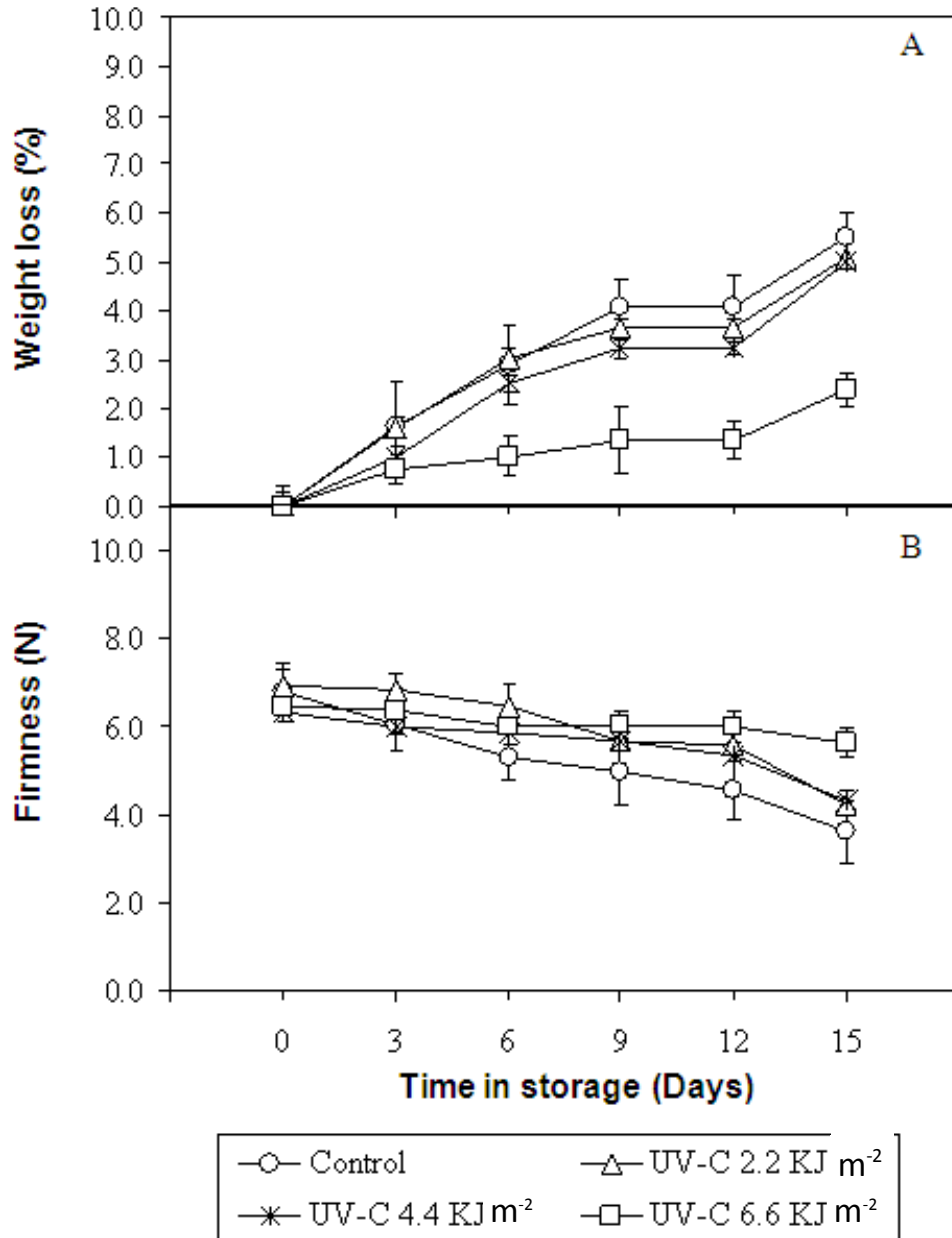 A
Weight loss (%)
10.0
9.0
8.0
7.0
6.0
5.0
4.0
3.0
2.0
1.0
0.0
B
Firmness (N)
10.0
8.0
6.0
4.0
2.0
0.0
0 3 6 9 12 15
Time in storage (Days)
Control
UV-C 2.2 KJ m⁻²
UV-C 4.4 KJ m⁻²
UV-C 6.6 KJ m⁻²